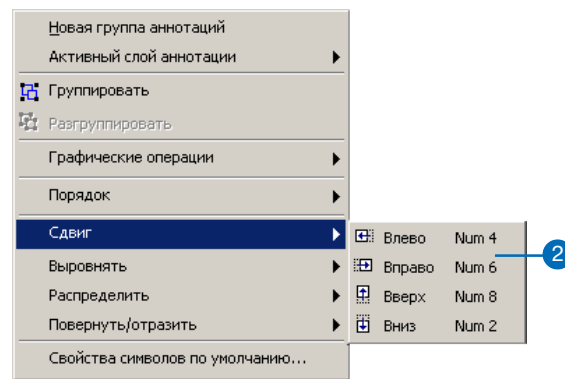 Новая группа аннотаций
Активный слой аннотации
Группировать
Разгруппировать
Графические операции
Порядок
Сдвиг
Выровнять
Распределить
Повернуть/отразить
Свойства символов по умолчанию...
Влево Num 4
Вправо Num 6
Вверх Num 8
Вниз Num 2
2